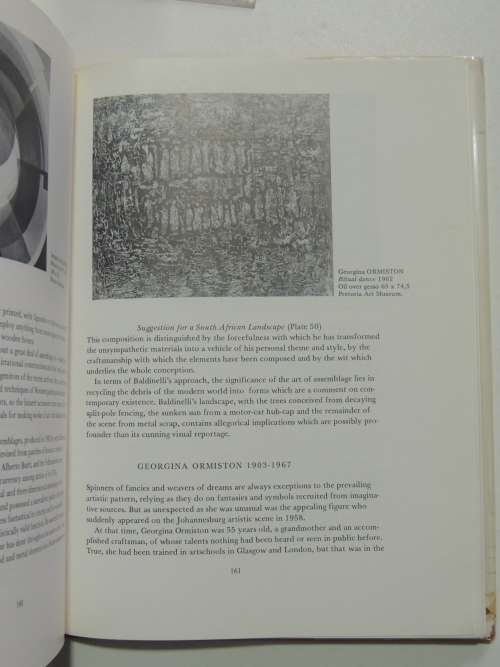 printed, with
wooden frames
Alberto Burri, and the
160
Georgina ORMISTON
Ritual dance 1962
Oil over gesso 65 x 74,5
Pretoria Art Museum.
Suggestion for a South African Landscape (Plate 50)
This composition is distinguished by the forcefulness with which he has transformed
the unsympathetic materials into a vehicle of his personal theme and style, by the
craftsmanship with which the elements have been composed and by the wit which
underlies the whole conception.
In terms of Baldinelli's approach, the significance of the art of assemblage lies in
recycling the debris of the modern world into forms which are a comment on con-
temporary existence. Baldinelli's landscape, with the trees conceived from decaying
split-pole fencing, the sunken sun from a motor-car hub-cap and the remainder of
the scene from metal scrap, contains allegorical implications which are possibly pro-
founder than its cunning visual reportage.
GEORGINA ORMISTON 1903-1967
Spinners of fancies and weavers of dreams are always exceptions to the prevailing
artistic pattern, relying as they do on fantasies and symbols recruited from imagina-
tive sources. But as unexpected as she was unusual was the appealing figure who
suddenly appeared on the Johannesburg artistic scene in 1958.
At that time, Georgina Ormiston was 55 years old, a grandmother and an accom-
plished craftsman, of whose talents nothing had been heard or seen in public before.
True, she had been trained in artschools in Glasgow and London, but that was in the
161